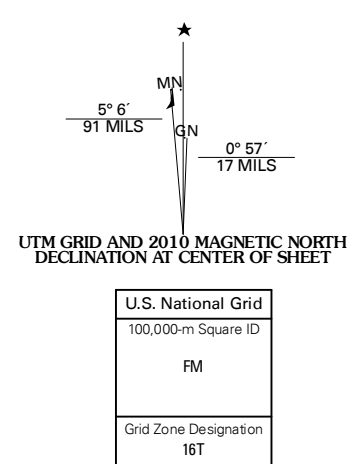 MN
5° 6´
91 MILS
GN
0° 57´
17 MILS
UTM GRID AND 2010 MAGNETIC NORTH
DECLINATION AT CENTER OF SHEET
U.S. National Grid
100,000-m Square ID
FM
Grid Zone Designation
16T